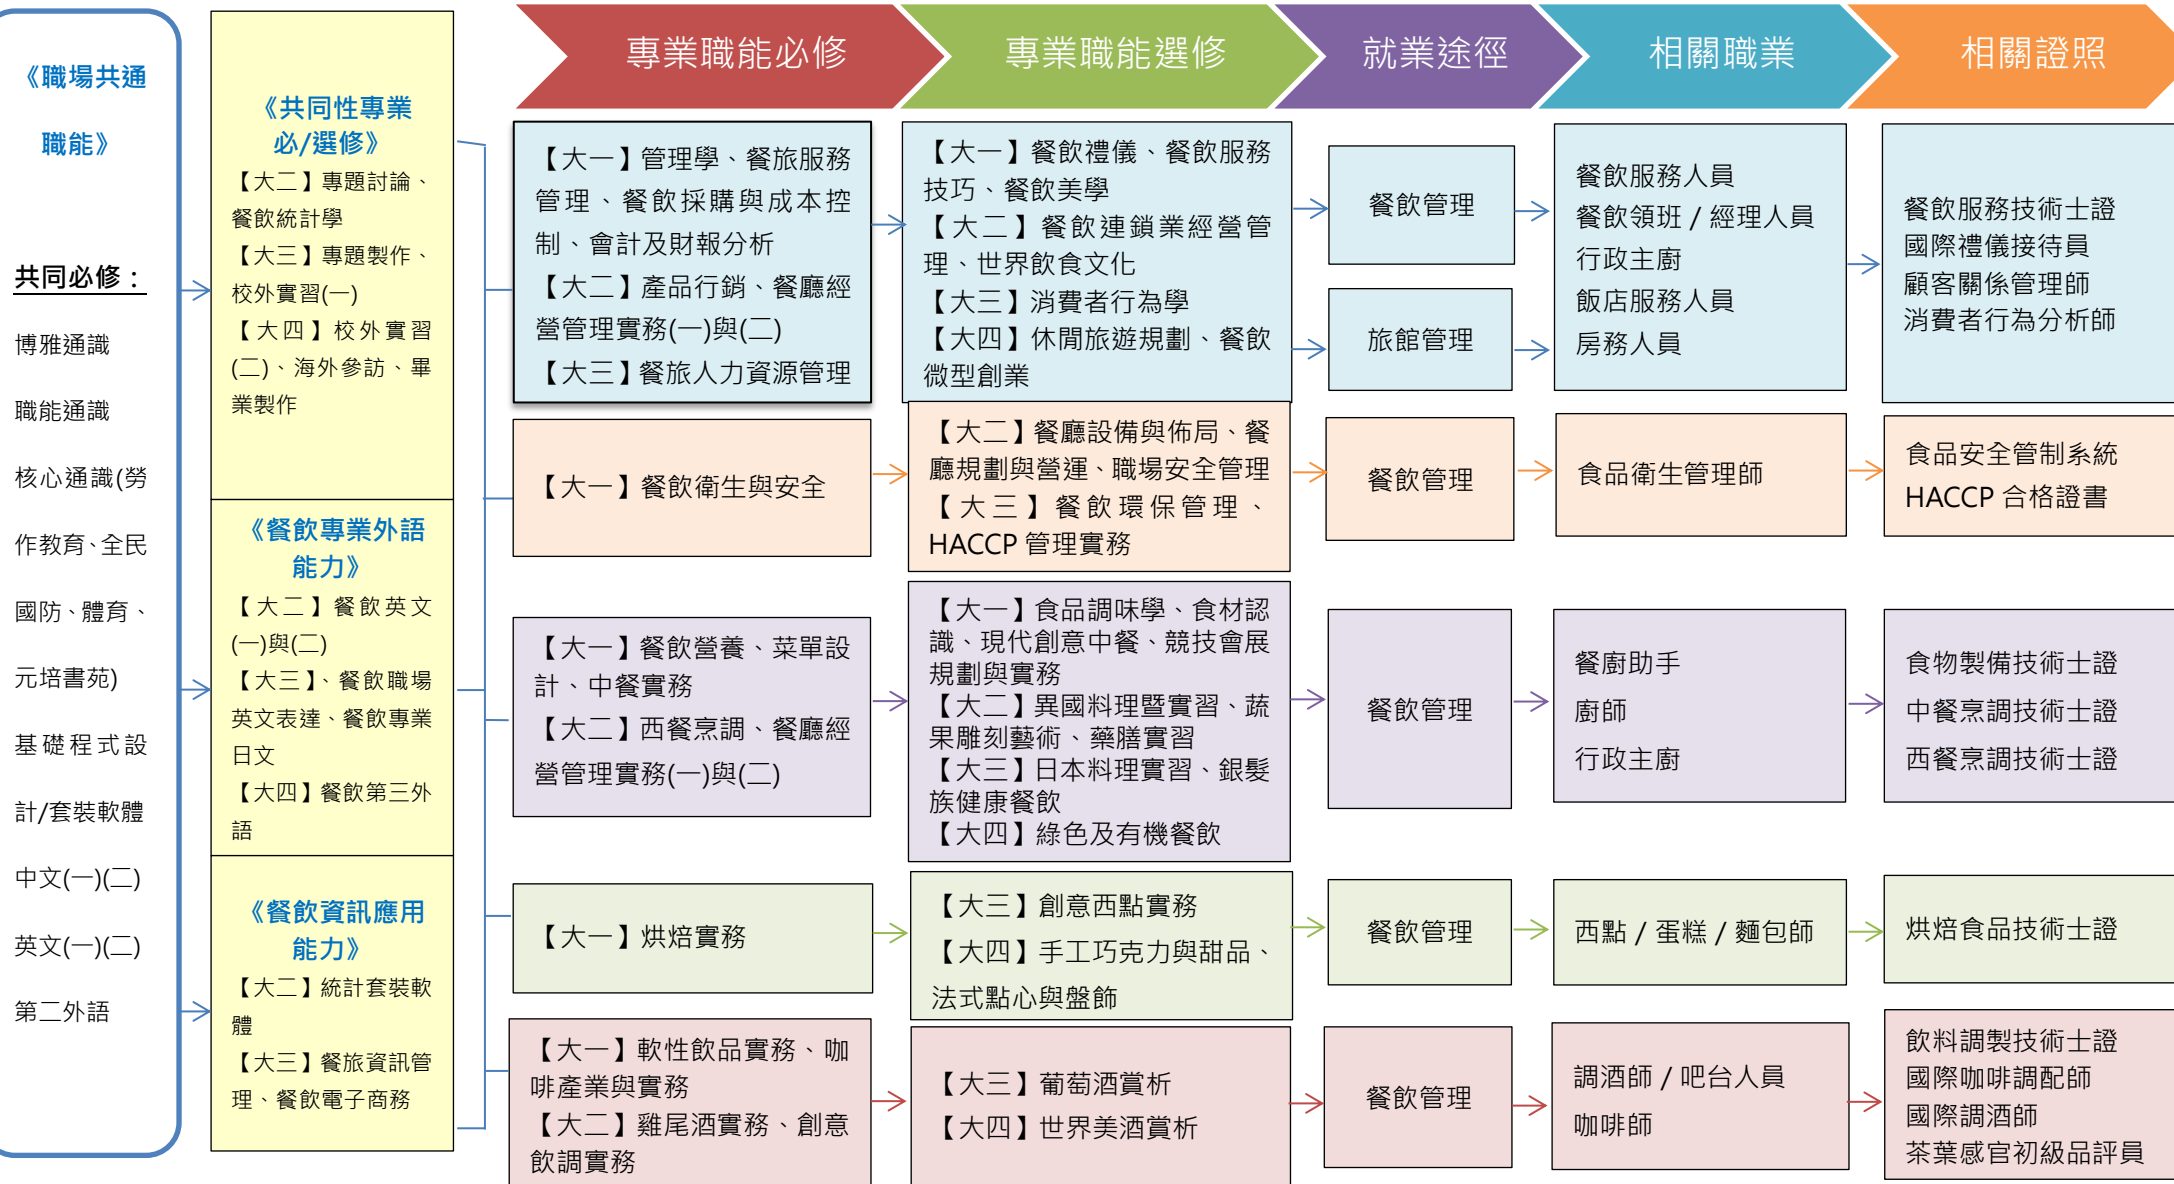 《職場共通
職能》
共同必修：
博雅通識
職能通識
核心通識(勞
作教育、全民
國防、體育、
元培書苑)
基礎程式設
計/套裝軟體
中文(一)(二)
英文(一)(二)
第二外語
《共同性專業
必/選修》
【大二】專題討論、
餐飲統計學
【大三】專題製作、
校外實習(一)
【大四】校外實習
(二)、海外參訪、畢
業製作
《餐飲專業外語
能力》
【大二】餐飲英文
(一)與(二)
【大三】、餐飲職場
英文表達、餐飲專業
日文
【大四】餐飲第三外
語
《餐飲資訊應用
能力》
【大二】統計套裝軟
體
【大三】餐旅資訊管
理、餐飲電子商務
專業職能必修
專業職能選修
就業途徑
相關職業
相關證照
【大一】管理學、餐旅服務
管理、餐飲採購與成本控
制、會計及財報分析
【大二】產品行銷、餐廳經
營管理實務(一)與(二)
【大三】餐旅人力資源管理
【大一】餐飲禮儀、餐飲服務
技巧、餐飲美學
【大二】餐飲連鎖業經營管
理、世界飲食文化
【大三】消費者行為學
【大四】休閒旅遊規劃、餐飲
微型創業
餐飲管理
旅館管理
餐飲服務人員
餐飲領班 / 經理人員
行政主廚
飯店服務人員
房務人員
餐飲服務技術士證
國際禮儀接待員
顧客關係管理師
消費者行為分析師
【大一】餐飲衛生與安全
【大二】餐廳設備與佈局、餐
廳規劃與營運、職場安全管理
【大三】餐飲環保管理、
HACCP 管理實務
餐飲管理
食品衛生管理師
食品安全管制系統
HACCP 合格證書
【大一】餐飲營養、菜單設
計、中餐實務
【大二】西餐烹調、餐廳經
營管理實務(一)與(二)
【大一】食品調味學、食材認
識、現代創意中餐、競技會展
規劃與實務
【大二】異國料理暨實習、蔬
果雕刻藝術、藥膳實習
【大三】日本料理實習、銀髮
族健康餐飲
【大四】綠色及有機餐飲
餐飲管理
餐廚助手
廚師
行政主廚
食物製備技術士證
中餐烹調技術士證
西餐烹調技術士證
【大一】烘焙實務
【大三】創意西點實務
【大四】手工巧克力與甜品、
法式點心與盤飾
餐飲管理
西點 / 蛋糕 / 麵包師
烘焙食品技術士證
【大一】軟性飲品實務、咖
啡產業與實務
【大二】雞尾酒實務、創意
飲調實務
【大三】葡萄酒賞析
【大四】世界美酒賞析
餐飲管理
調酒師 / 吧台人員
咖啡師
飲料調製技術士證
國際咖啡調配師
國際調酒師
茶葉感官初級品評員